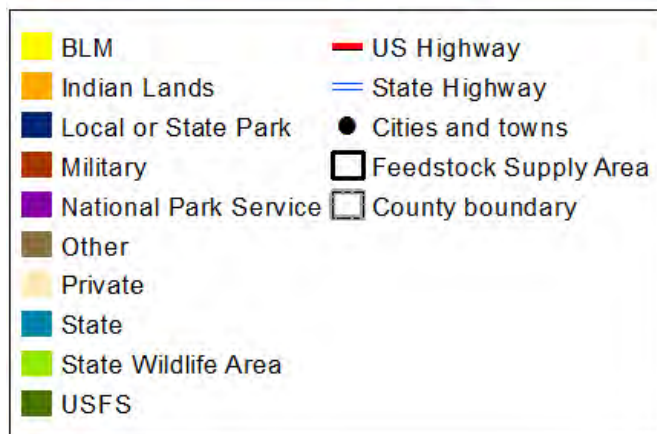 BLM
Indian Lands
Local or State Park
Military
National Park Service
Other
Private
State
State Wildlife Area
USFS
US Highway
State Highway
Cities and towns
Feedstock Supply Area
County boundary